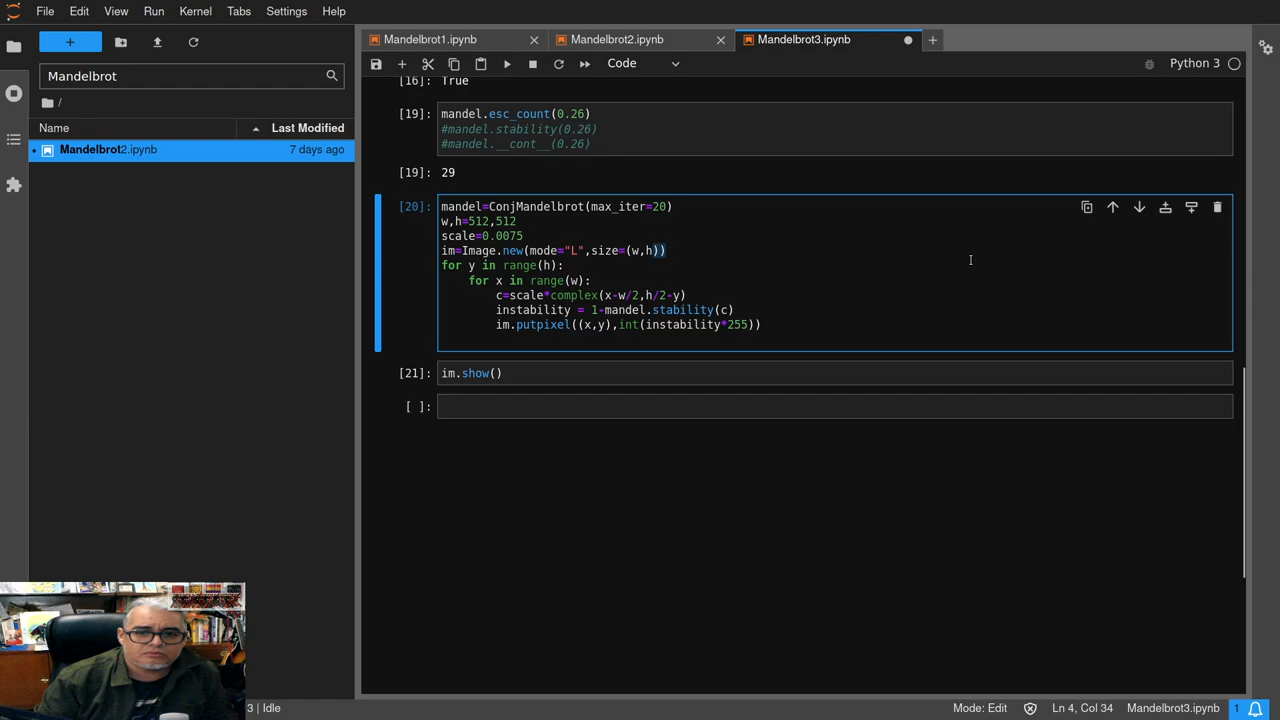 File Edit View Run Kernel Tabs Settings Help
Mandelbrot1.ipynb Mandelbrot2.ipynb Mandelbrot3.ipynb
Code Python 3
Mandelbrot
/
Name Last Modified
Mandelbrot2.ipynb 7 days ago
[16]: True
[19]: mandel.esc_count(0.26)
#mandel.stability(0.26)
#mandel.__cont__(0.26)
[19]: 29
[20]: mandel=ConjMandelbrot(max_iter=20)
w,h=512,512
scale=0.0075
im=Image.new(mode="L",size=(w,h))
for y in range(h):
for x in range(w):
c=scale*complex(x-w/2,h/2-y)
instability = 1-mandel.stability(c)
im.putpixel((x,y),int(instability*255))
[21]: im.show()
[ ]:
3 | Idle Mode: Edit Ln 4, Col 34 Mandelbrot3.ipynb 1